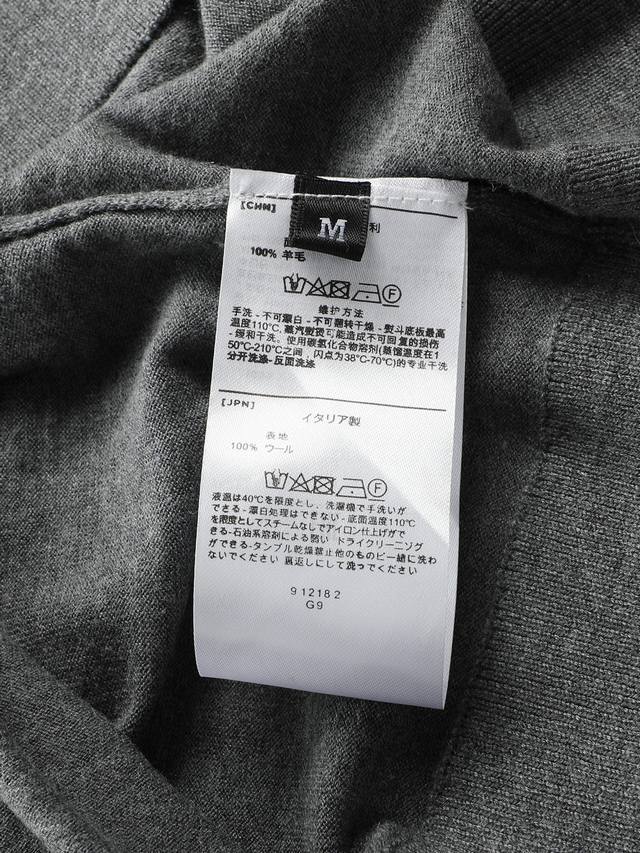 [CHN]
M
利
100% 羊毛
F
维护方法
手洗 - 不可漂白 - 不可翻转干燥 - 熨斗底板最高
温度110°C, 蒸汽熨烫可能造成不可回复的损伤
- 缓和干洗。使用碳氢化合物溶剂(蒸馏温度在1
50°C-210°C之间 , 闪点为38°C-70°C)的专业干洗
分开洗涤- 反面洗涤
[JPN]
イタリア製
表地
100% ウール
F
液温は40℃を限度とし、洗濯機で手洗いが
できる - 漂白処理はできない - 底面温度110℃
を限度としてスチームなしでアイロン仕上げがで
きる-石油系溶剤による弱い ドライクリーニング
ができる-タンブル乾燥禁止他のものビー緒に洗わ
ないでください 裏返しにして洗ってください
912182
G9